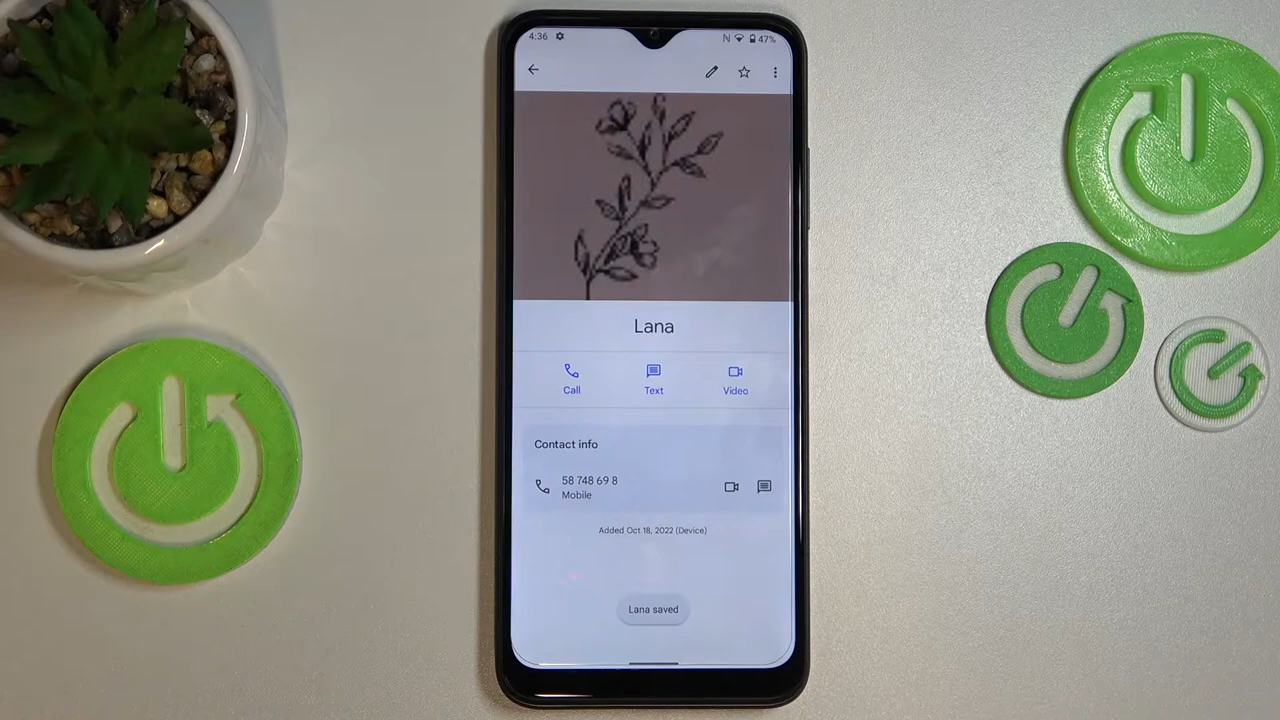 4:36 47%
Lana
Call Text Video
Contact info
58 748 69 8
Mobile
Added Oct 18, 2022 (Device)
Lana saved